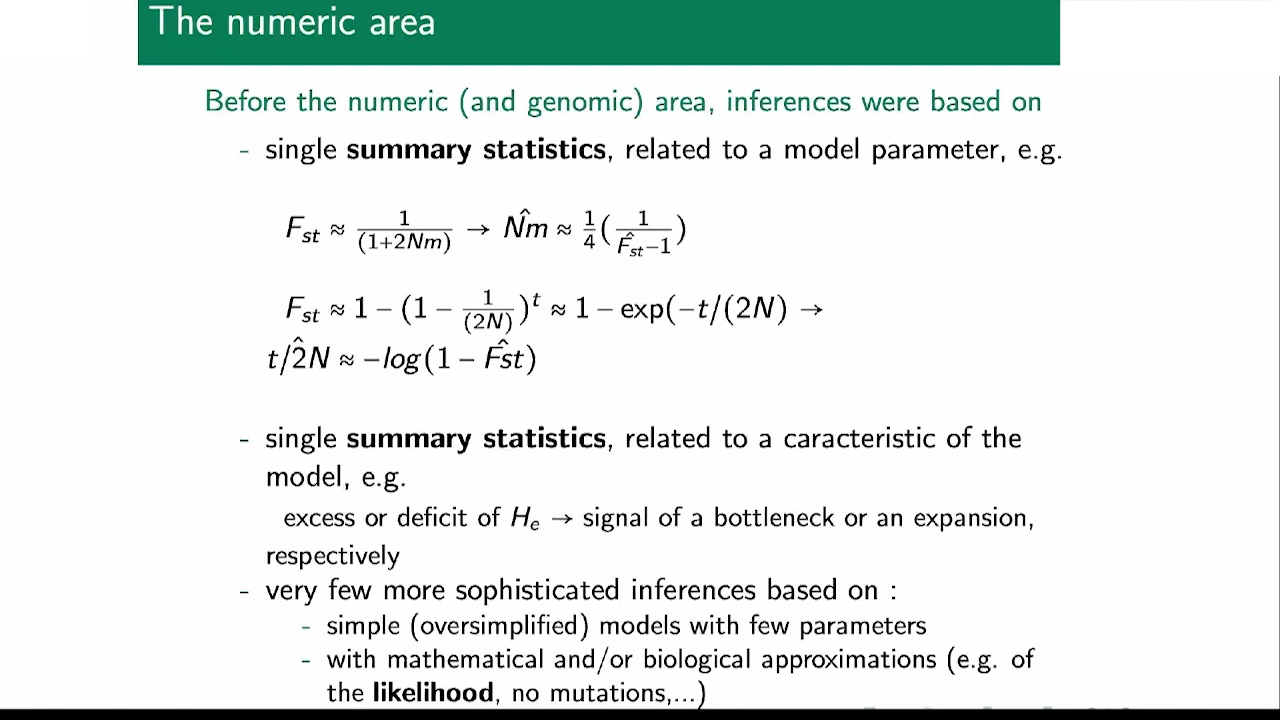 The numeric area
Before the numeric (and genomic) area, inferences were based on
- single summary statistics, related to a model parameter, e.g.
F_st ≈ 1/(1+2Nm) → N̂m ≈ 1/4(1/(F̂_st−1))
F_st ≈ 1 − (1 − 1/(2N))^t ≈ 1 − exp(−t/(2N) →
t/2̂N ≈ −log(1 − F̂st)
- single summary statistics, related to a caracteristic of the
model, e.g.
excess or deficit of H_e → signal of a bottleneck or an expansion,
respectively
- very few more sophisticated inferences based on :
- simple (oversimplified) models with few parameters
- with mathematical and/or biological approximations (e.g. of
the likelihood, no mutations,...)